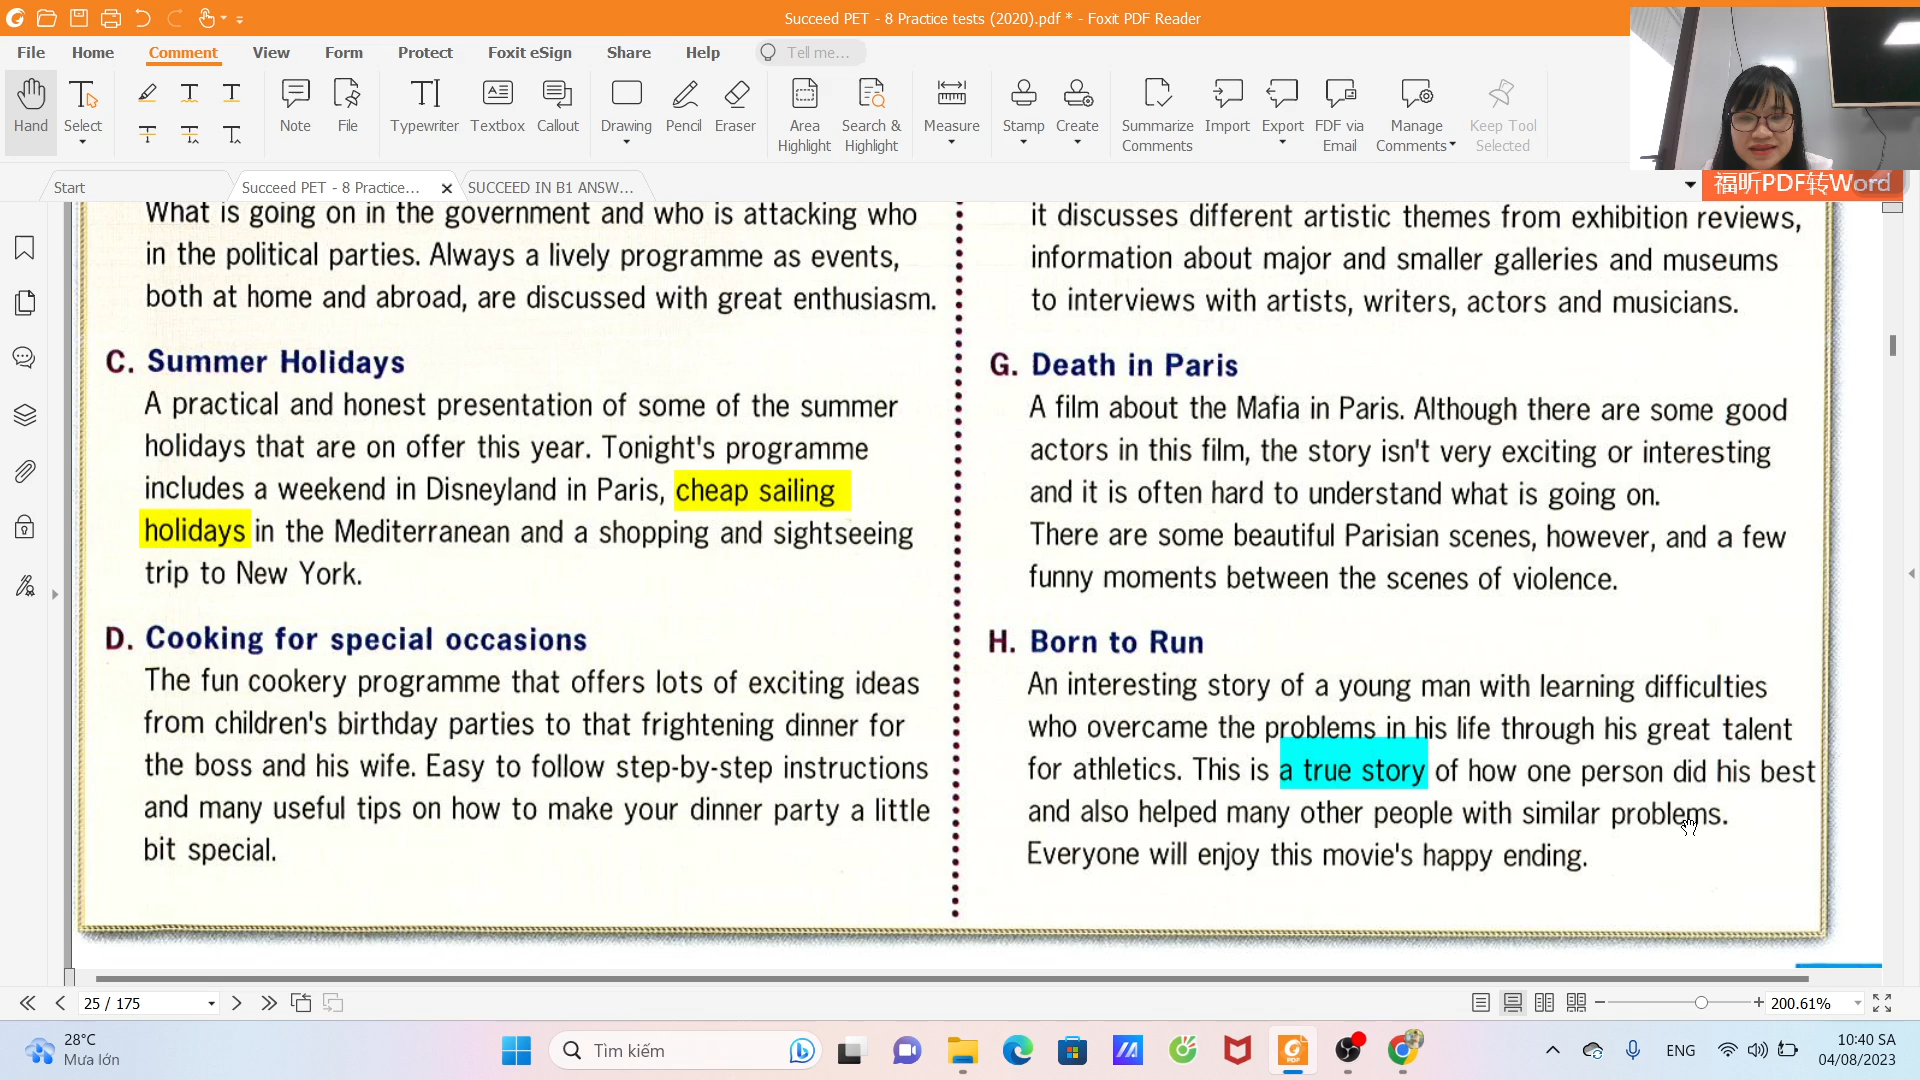 Succeed PET - 8 Practice tests (2020).pdf * - Foxit PDF Reader
File Home Comment View Form Protect Foxit eSign Share Help Tell me...
Hand Select Note File Typewriter Textbox Callout Drawing Pencil Eraser Area Highlight Search & Highlight Measure Stamp Create Summarize Comments Import Export FDF via Email Manage Comments Keep Tool Selected
Start Succeed PET - 8 Practice... SUCCEED IN B1 ANSW... 福昕PDF转Word
What is going on in the government and who is attacking who
in the political parties. Always a lively programme as events,
both at home and abroad, are discussed with great enthusiasm.
C. Summer Holidays
A practical and honest presentation of some of the summer
holidays that are on offer this year. Tonight's programme
includes a weekend in Disneyland in Paris, cheap sailing
holidays in the Mediterranean and a shopping and sightseeing
trip to New York.
D. Cooking for special occasions
The fun cookery programme that offers lots of exciting ideas
from children's birthday parties to that frightening dinner for
the boss and his wife. Easy to follow step-by-step instructions
and many useful tips on how to make your dinner party a little
bit special.
it discusses different artistic themes from exhibition reviews,
information about major and smaller galleries and museums
to interviews with artists, writers, actors and musicians.
G. Death in Paris
A film about the Mafia in Paris. Although there are some good
actors in this film, the story isn't very exciting or interesting
and it is often hard to understand what is going on.
There are some beautiful Parisian scenes, however, and a few
funny moments between the scenes of violence.
H. Born to Run
An interesting story of a young man with learning difficulties
who overcame the problems in his life through his great talent
for athletics. This is a true story of how one person did his best
and also helped many other people with similar problems.
Everyone will enjoy this movie's happy ending.
25 / 175
200.61%
28°C
Mưa lớn
Tìm kiếm
ENG
10:40 SA
04/08/2023